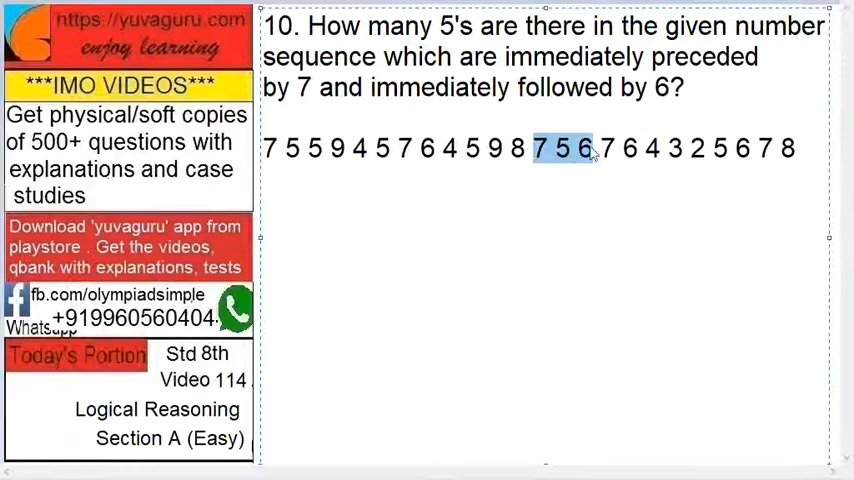 https://yuvaguru.com
enjoy learning
***IMO VIDEOS***
Get physical/soft copies
of 500+ questions with
explanations and case
studies
Download 'yuvaguru' app from
playstore . Get the videos,
qbank with explanations, tests
fb.com/olympiadsimple
+919960560404
Whatsupp
Today's Portion
Std 8th
Video 114
Logical Reasoning
Section A (Easy)
10. How many 5's are there in the given number
sequence which are immediately preceded
by 7 and immediately followed by 6?
7 5 5 9 4 5 7 6 4 5 9 8 7 5 6 7 6 4 3 2 5 6 7 8